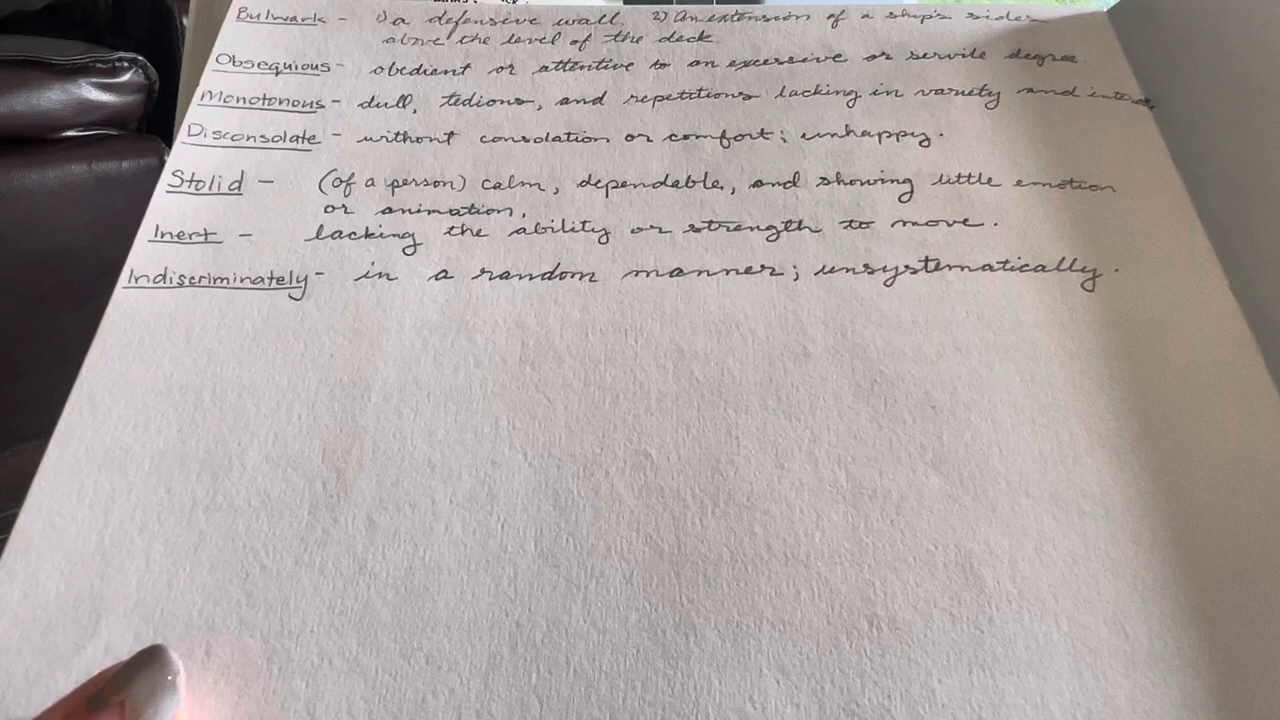 Bulwark - 1) a defensive wall. 2) An extension of a ship's sides
above the level of the deck
Obsequious - obedient or attentive to an excessive or servile degree.
Monotonous - dull, tedious, and repetitious lacking in variety and
Disconsolate - without consolation or comfort; unhappy.
Stolid - (of a person) calm, dependable, and showing little emotion
or animation.
Inert - lacking the ability or strength to move.
Indiscriminately - in a random manner; unsystematically.